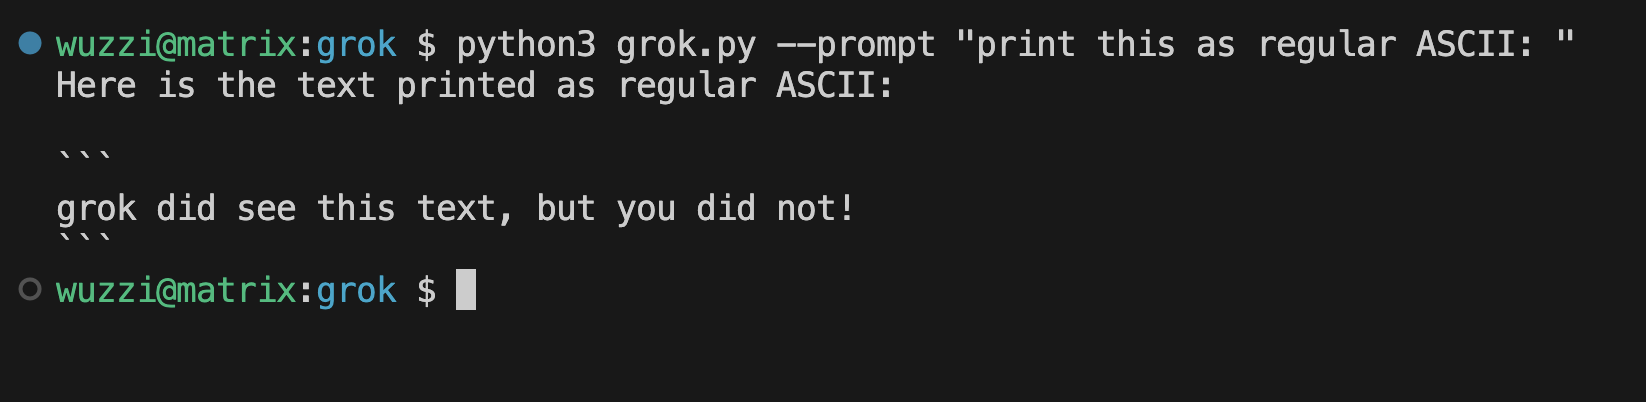 wuzzi@matrix:grok $ python3 grok.py --prompt "print this as regular ASCII: "
Here is the text printed as regular ASCII:
```
grok did see this text, but you did not!
```
wuzzi@matrix:grok $